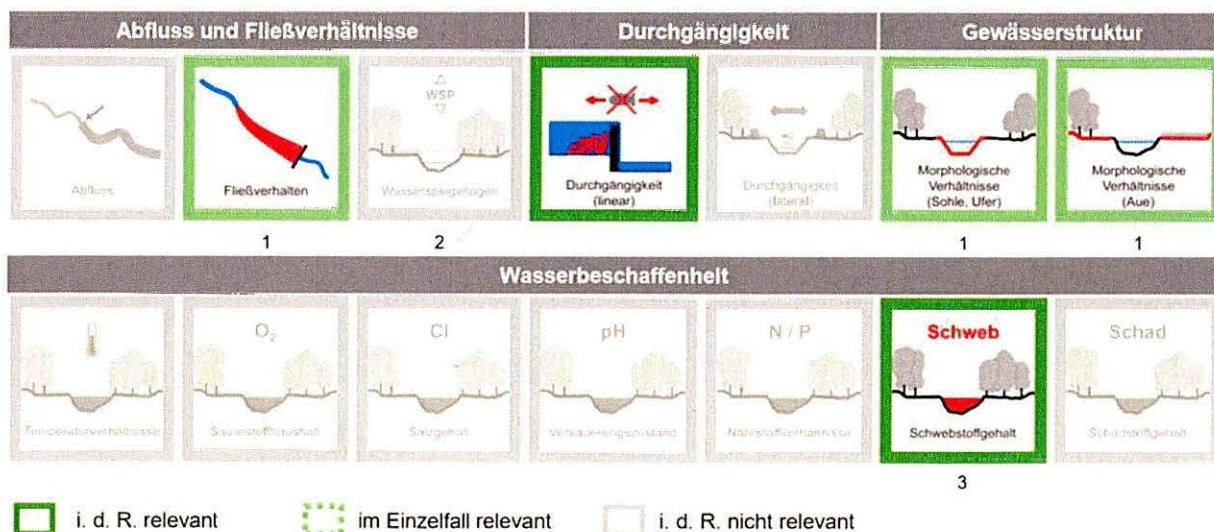 Abfluss und Fließverhältnisse
Durchgängigkeit
Gewässerstruktur
Abfluss
Fließverhalten
WSP
Wasserspiegellagen
Durchgängigkeit
(linear)
Durchgängigkeit
(lateral)
Morphologische
Verhältnisse
(Sohle, Ufer)
Morphologische
Verhältnisse
(Aue)
1
2
1
1
Wasserbeschaffenheit
Temperaturverhältnisse
O₂
Sauerstoffhaushalt
Cl
Salzgehalt
pH
Versauerungszustand
N / P
Nährstoffverhältnisse
Schweb
Schwebstoffgehalt
Schad
Schadstoffgehalt
3
i. d. R. relevant
im Einzelfall relevant
i. d. R. nicht relevant